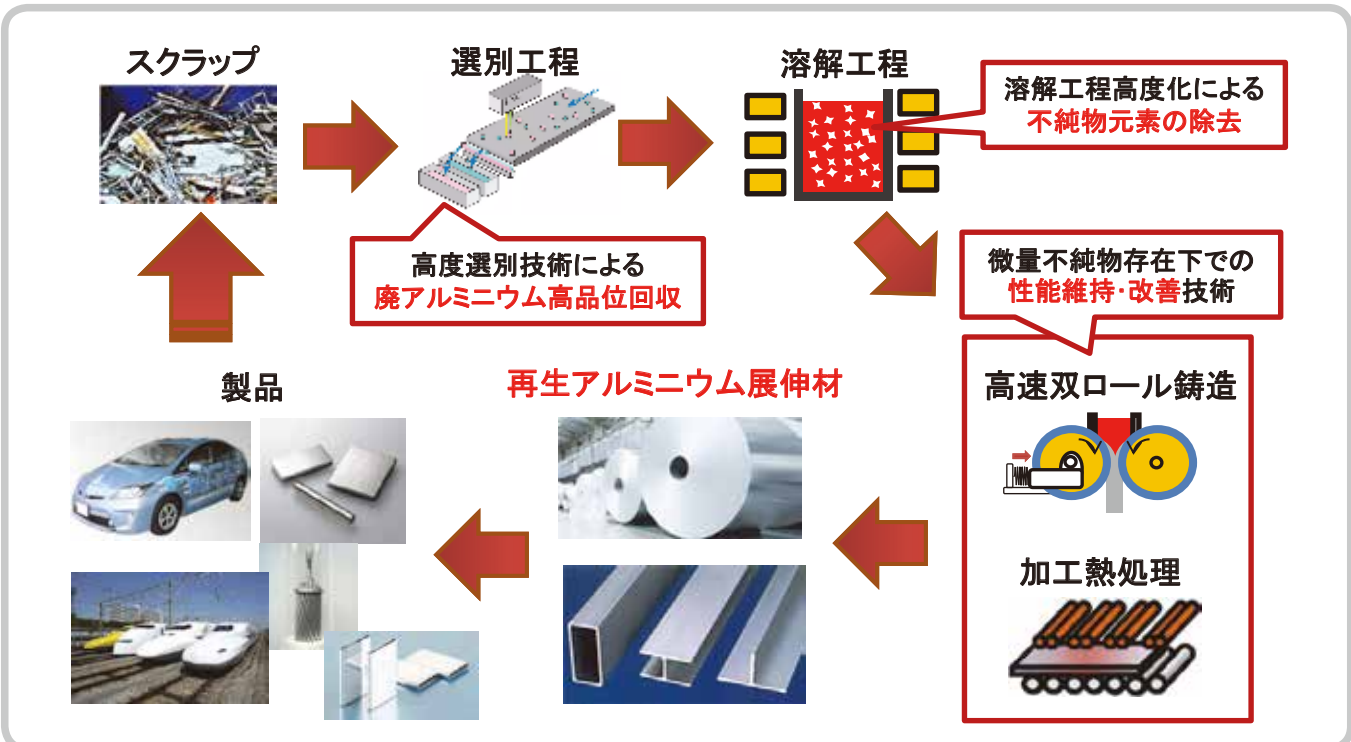 スクラップ
選別工程
溶解工程
溶解工程高度化による
不純物元素の除去
高度選別技術による
廃アルミニウム高品位回収
微量不純物存在下での
性能維持・改善技術
高速双ロール鋳造
加工熱処理
再生アルミニウム展伸材
製品